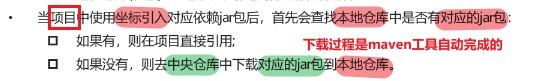 • 当项目中使用坐标引入对应依赖jar包后，首先会查找本地仓库中是否有对应的jar包：
□ 如果有，则在项目直接引用;
下载过程是maven工具自动完成的
□ 如果没有，则去中央仓库中下载对应的jar包到本地仓库。